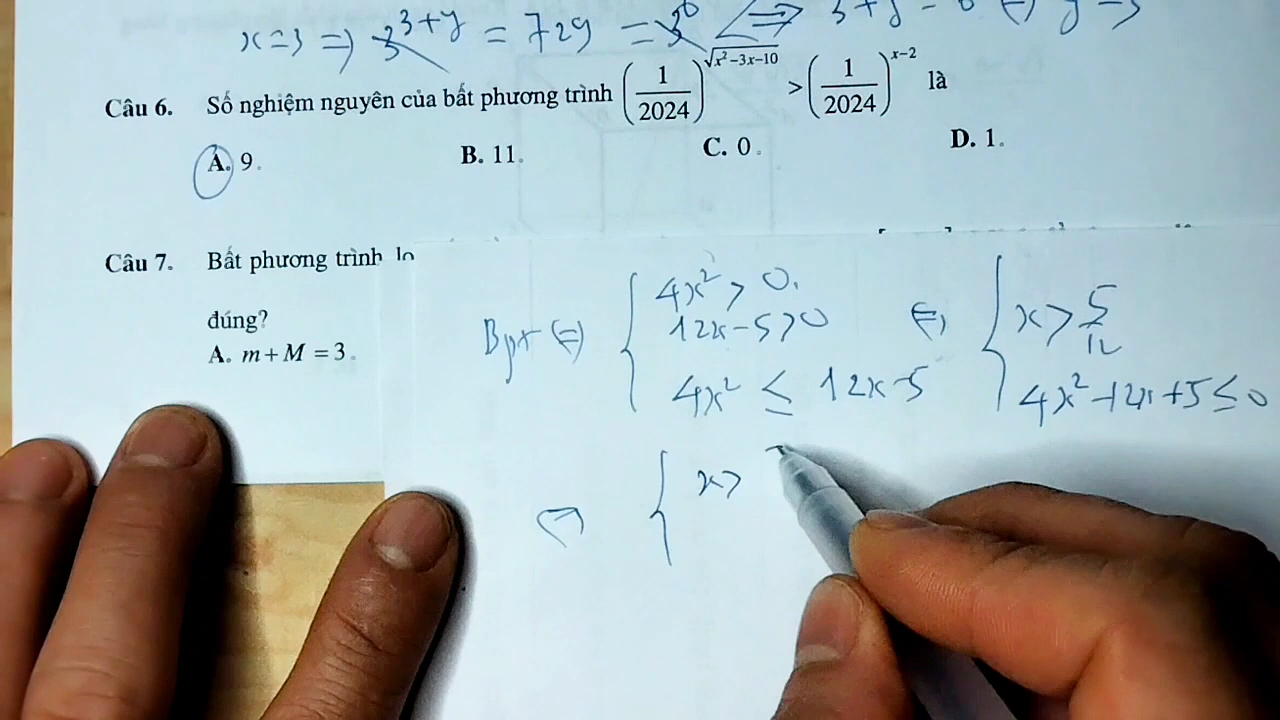 x=3 => 3^{3+y} = 729 = 3^6 <=> 3+y = 6 <=> y=3
Câu 6. Số nghiệm nguyên của bất phương trình (1/2024)^{√(x²−3x−10)} > (1/2024)^{x−2} là
A. 9. B. 11. C. 0. D. 1.
Câu 7. Bất phương trình
4x² > 0.
Bpt <=> 12x−5>0 <=> x > 5/12
4x² ≤ 12x−5 4x²−12x+5≤0
đúng?
A. m+M = 3.
<=> x>